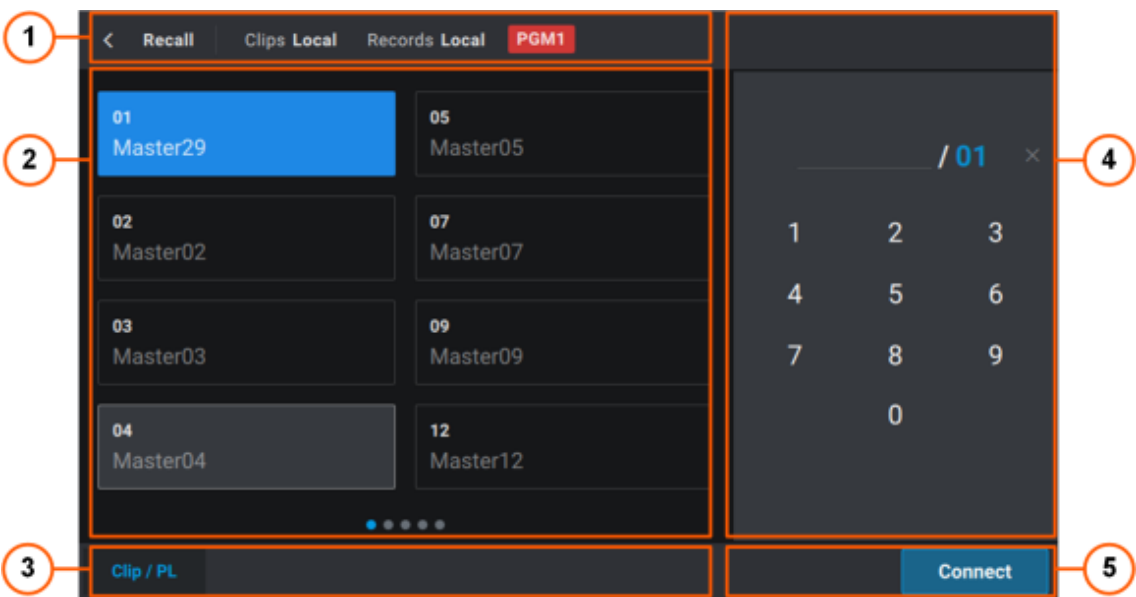 1
< Recall Clips Local Records Local PGM1
2
01
Master29
02
Master02
03
Master03
04
Master04
05
Master05
07
Master07
09
Master09
12
Master12
3
Clip / PL
4
/ 01 ×
1 2 3
4 5 6
7 8 9
0
5
Connect